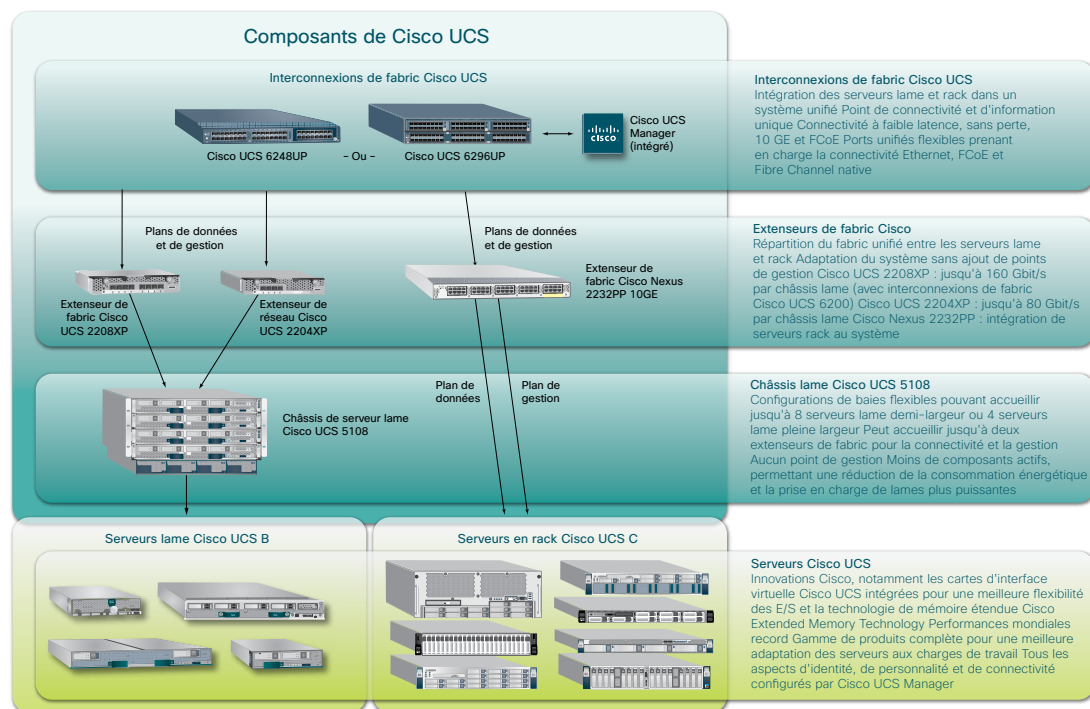 Composants de Cisco UCS
Interconnexions de fabric Cisco UCS
Cisco UCS 6248UP
– Ou –
Cisco UCS 6296UP
cisco
Cisco UCS
Manager
(intégré)
Interconnexions de fabric Cisco UCS
Intégration des serveurs lame et rack dans un
système unifié Point de connectivité et d'information
unique Connectivité à faible latence, sans perte,
10 GE et FCoE Ports unifiés flexibles prenant
en charge la connectivité Ethernet, FCoE et
Fibre Channel native
Plans de données
et de gestion
Plans de données
et de gestion
Extenseur de
fabric Cisco
UCS 2208XP
Extenseur de
réseau Cisco
UCS 2204XP
Extenseur de
fabric Cisco Nexus
2232PP 10GE
Extenseurs de fabric Cisco
Répartition du fabric unifié entre les serveurs lame
et rack Adaptation du système sans ajout de points
de gestion Cisco UCS 2208XP : jusqu'à 160 Gbit/s
par châssis lame (avec interconnexions de fabric
Cisco UCS 6200) Cisco UCS 2204XP : jusqu'à 80 Gbit/s
par châssis lame Cisco Nexus 2232PP : intégration de
serveurs rack au système
Châssis de serveur lame
Cisco UCS 5108
Plan de
données
Plan de
gestion
Châssis lame Cisco UCS 5108
Configurations de baies flexibles pouvant accueillir
jusqu'à 8 serveurs lame demi-largeur ou 4 serveurs
lame pleine largeur Peut accueillir jusqu'à deux
extenseurs de fabric pour la connectivité et la gestion
Aucun point de gestion Moins de composants actifs,
permettant une réduction de la consommation énergétique
et la prise en charge de lames plus puissantes
Serveurs lame Cisco UCS B
Serveurs en rack Cisco UCS C
Serveurs Cisco UCS
Innovations Cisco, notamment les cartes d'interface
virtuelle Cisco UCS intégrées pour une meilleure flexibilité
des E/S et la technologie de mémoire étendue Cisco
Extended Memory Technology Performances mondiales
record Gamme de produits complète pour une meilleure
adaptation des serveurs aux charges de travail Tous les
aspects d'identité, de personnalité et de connectivité
configurés par Cisco UCS Manager